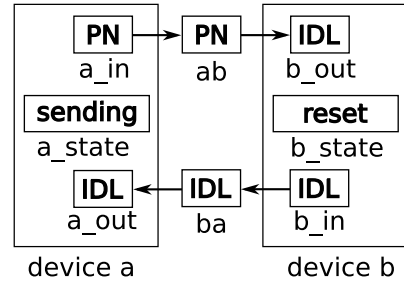 PN PN IDL
a_in ab b_out
sending reset
a_state b_state
IDL IDL IDL
a_out ba b_in
device a device b